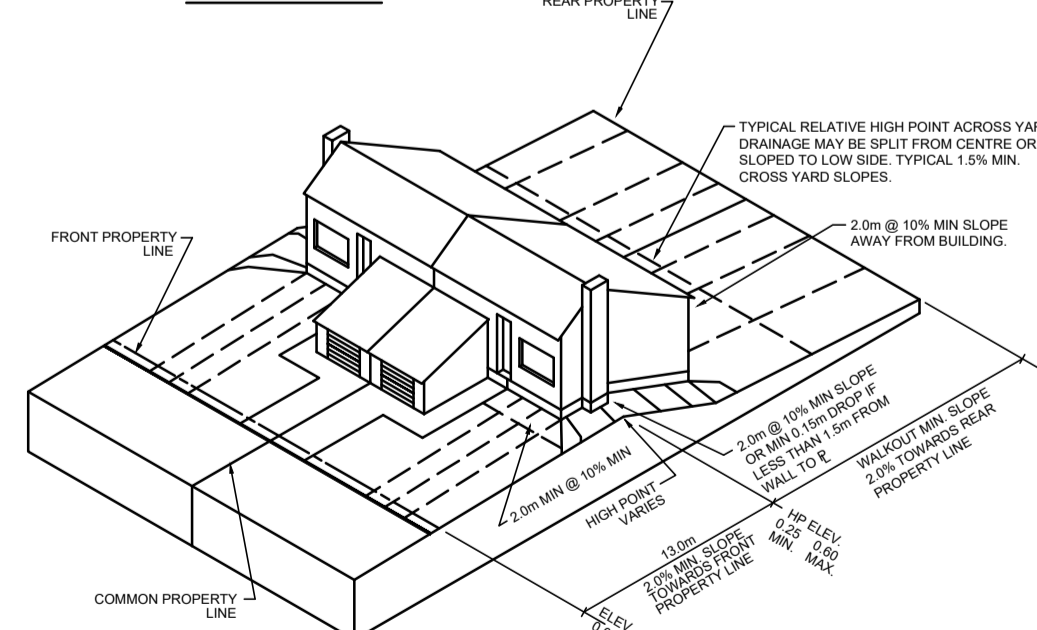 REAR PROPERTY
LINE
TYPICAL RELATIVE HIGH POINT ACROSS
DRAINAGE MAY BE SPLIT FROM CENTRE OR
SLOPED TO LOW SIDE. TYPICAL 1.5% MIN.
CROSS YARD SLOPES.
2.0m @ 10% MIN SLOPE
AWAY FROM BUILDING.
FRONT PROPERTY
LINE
2.0m @ 10% MIN SLOPE
OR MIN 0.15m DROP IF
LESS THAN 1.5m FROM
WALL TO ⅊
WALKOUT MIN. SLOPE
2.0% TOWARDS REAR
PROPERTY LINE
2.0m MIN @ 10% MIN
HIGH POINT
VARIES
HP ELEV.
0.25 0.60
MIN. MAX.
13.0m
2.0% MIN. SLOPE
TOWARDS FRONT
PROPERTY LINE
COMMON PROPERTY
LINE
ELEV